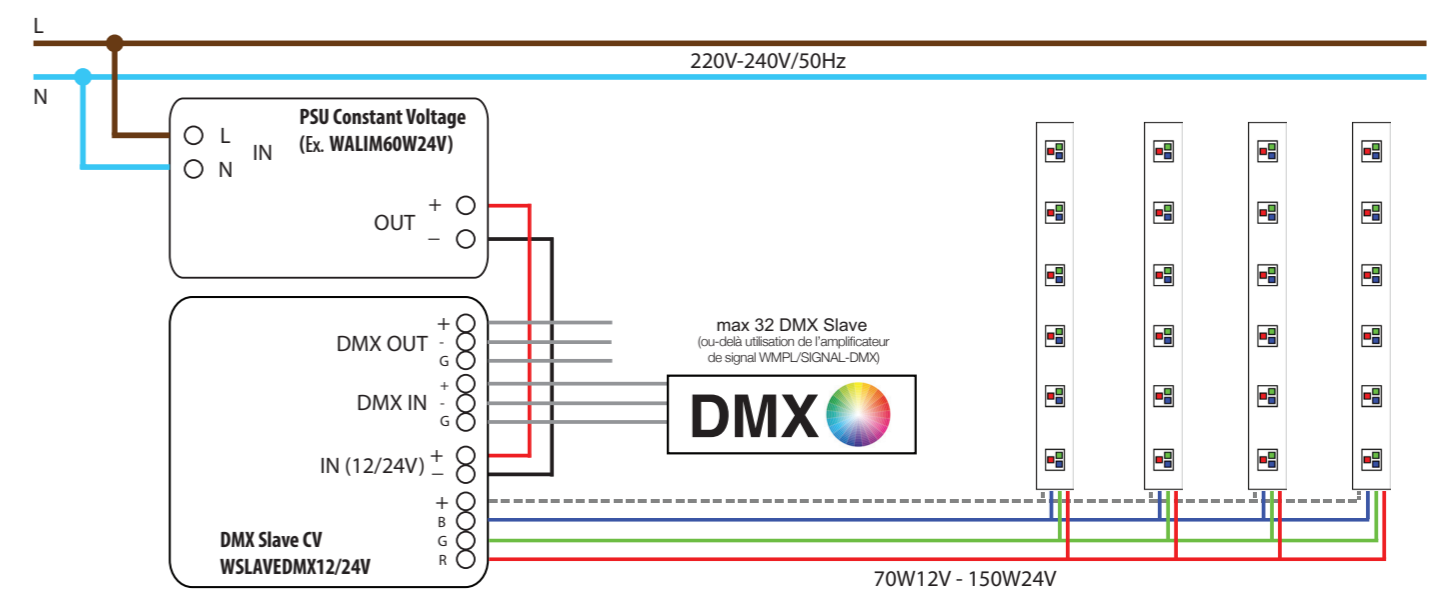 L
220V-240V/50Hz
N
PSU Constant Voltage
(Ex. WALIM60W24V)
L
IN
N
+
OUT
–
+
DMX OUT -
G
+
DMX IN -
G
IN (12/24V) +
–
+
B
G
R
DMX Slave CV
WSLAVEDMX12/24V
max 32 DMX Slave
(ou-delà utilisation de l'amplificateur
de signal WMPL/SIGNAL-DMX)
DMX
70W12V - 150W24V